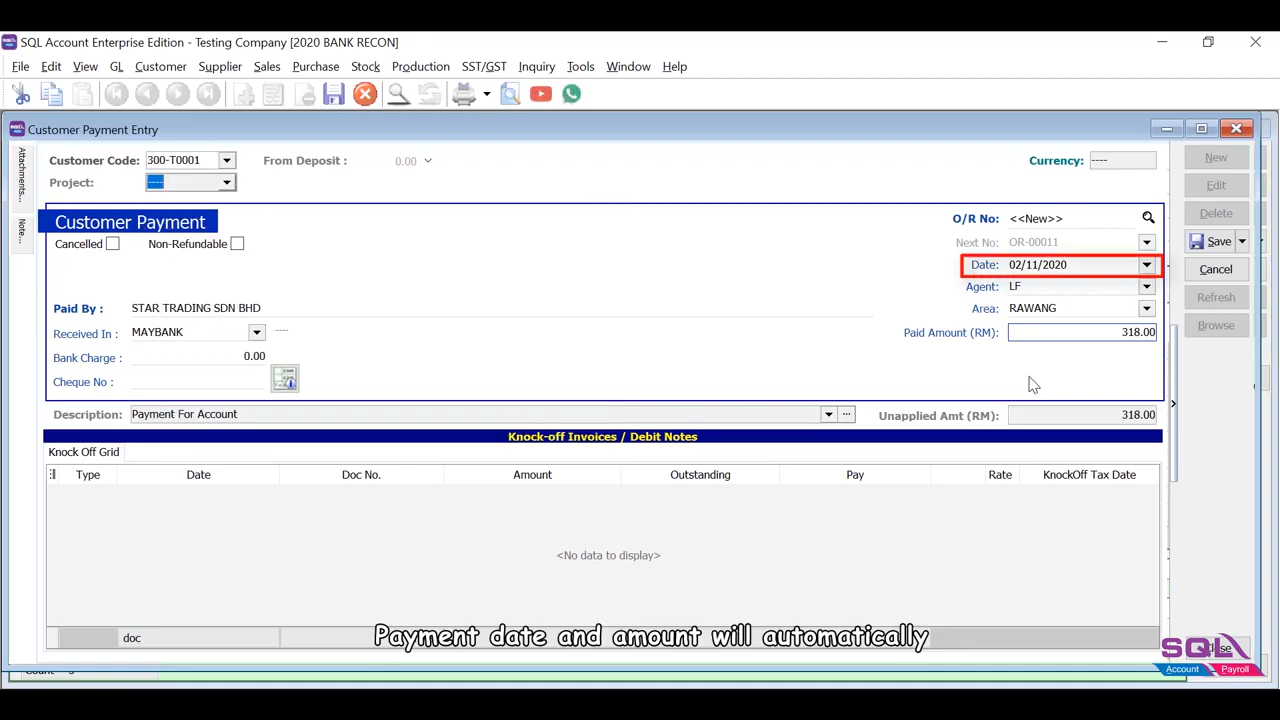 SQL Account Enterprise Edition - Testing Company [2020 BANK RECON]
File Edit View GL Customer Supplier Sales Purchase Stock Production SST/GST Inquiry Tools Window Help
Customer Payment Entry
Attachments...
Note...
Customer Code: 300-T0001 From Deposit : 0.00 Currency: ----
Project: ----
Customer Payment
Cancelled Non-Refundable
O/R No: <<New>>
Next No: OR-00011
Date: 02/11/2020
Agent: LF
Paid By : STAR TRADING SDN BHD Area: RAWANG
Received In : MAYBANK ---- Paid Amount (RM): 318.00
Bank Charge : 0.00
Cheque No :
Description: Payment For Account ... Unapplied Amt (RM): 318.00
Knock-off Invoices / Debit Notes
Knock Off Grid
Type Date Doc No. Amount Outstanding Pay Rate KnockOff Tax Date
<No data to display>
doc
New
Edit
Delete
Save
Cancel
Refresh
Browse
Payment date and amount will automatically
SQL
Account Payroll